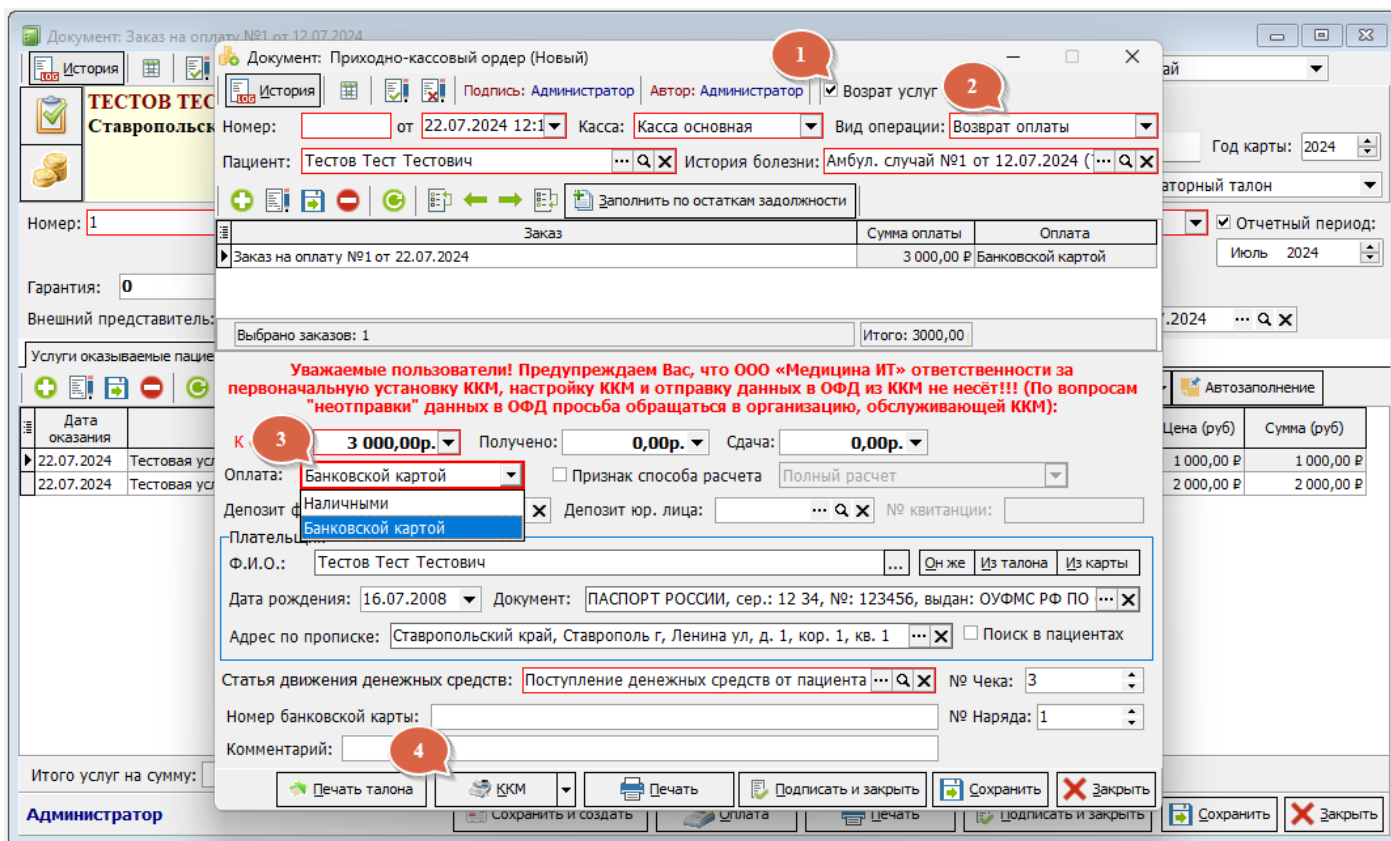 Документ: Заказ на оплату №1 от 12.07.2024
Документ: Приходно-кассовый ордер (Новый)
1
История
ТЕСТОВ ТЕС
Ставропольск
LOG История
Подпись: Администратор
Автор: Администратор
Возрат услуг
2
Номер:
от 22.07.2024 12:1
Касса: Касса основная
Вид операции: Возврат оплаты
Год карты: 2024
Пациент: Тестов Тест Тестович
История болезни: Амбул. случай №1 от 12.07.2024 (
аторный талон
Заполнить по остаткам задолжности
Номер: 1
Отчетный период:
Июль 2024
Заказ
Сумма оплаты
Оплата
Заказ на оплату №1 от 22.07.2024
3 000,00 ₽
Банковской картой
Гарантия: 0
Внешний представитель:
.2024
Выбрано заказов: 1
Итого: 3000,00
Услуги оказываемые пацие
Уважаемые пользователи! Предупреждаем Вас, что ООО «Медицина ИТ» ответственности за
первоначальную установку ККМ, настройку ККМ и отправку данных в ОФД из ККМ не несёт!!! (По вопросам
"неотправки" данных в ОФД просьба обращаться в организацию, обслуживающей ККМ):
Автозаполнение
Дата
оказания
Цена (руб)
Сумма (руб)
22.07.2024
Тестовая усл
1 000,00 ₽
1 000,00 ₽
22.07.2024
Тестовая усл
2 000,00 ₽
2 000,00 ₽
К
3
3 000,00р.
Получено: 0,00р.
Сдача: 0,00р.
Оплата: Банковской картой
Признак способа расчета
Полный расчет
Наличными
Банковской картой
Депозит ф
Депозит юр. лица:
№ квитанции:
Плательщ
Ф.И.О.: Тестов Тест Тестович
...
Он же
Из талона
Из карты
Дата рождения: 16.07.2008
Документ: ПАСПОРТ РОССИИ, сер.: 12 34, №: 123456, выдан: ОУФМС РФ ПО
Адрес по прописке: Ставропольский край, Ставрополь г, Ленина ул, д. 1, кор. 1, кв. 1
Поиск в пациентах
Статья движения денежных средств: Поступление денежных средств от пациента
№ Чека: 3
Номер банковской карты:
№ Наряда: 1
Комментарий:
4
Итого услуг на сумму:
Печать талона
ККМ
Печать
Подписать и закрыть
Сохранить
Закрыть
Администратор
Сохранить и создать
Оплата
Печать
Подписать и закрыть
Сохранить
Закрыть